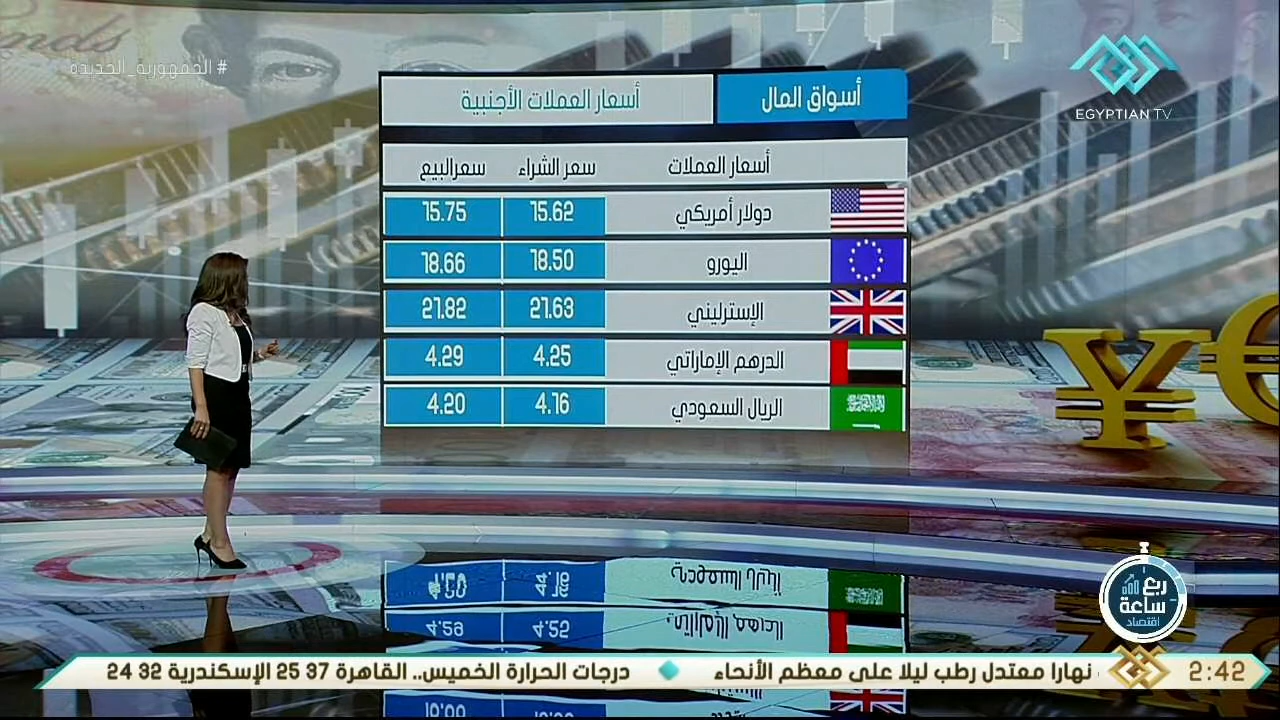 # الجمهورية_الجديدة
EGYPTIAN TV
أسواق المال
أسعار العملات الأجنبية
أسعار العملات سعر الشراء سعرالبيع
دولار أمريكي 15.62 15.75
اليورو 18.50 18.66
الإسترليني 21.63 21.82
الدرهم الإماراتي 4.25 4.29
الريال السعودي 4.16 4.20
ربع
ساعة
اقتصاد
2:42
نهارا معتدل رطب ليلا على معظم الأنحاء
درجات الحرارة الخميس.. القاهرة 37 25 الإسكندرية 32 24